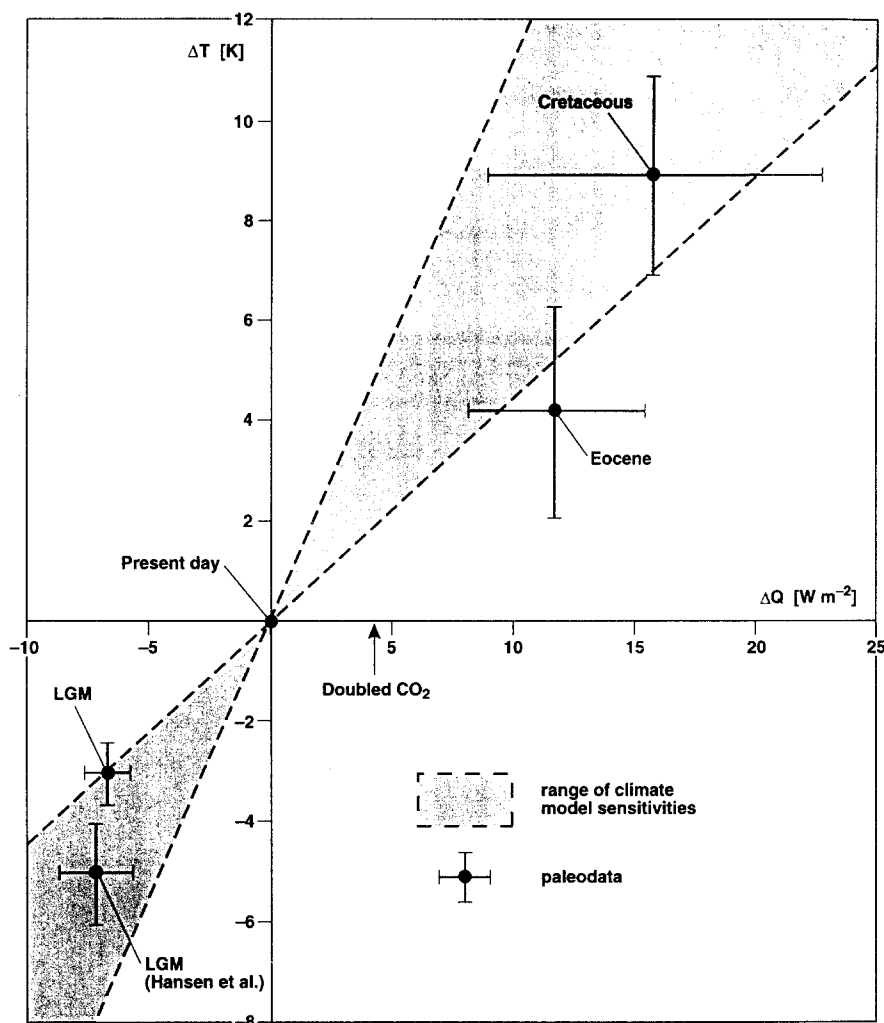 12
ΔT [K]
Cretaceous
10
8
6
4
Eocene
2
Present day
ΔQ [W m⁻²]
−10
−5
0
5
10
15
20
25
LGM
Doubled CO₂
−2
range of climate
model sensitivities
−4
paleodata
−6
LGM
(Hansen et al.)
−8